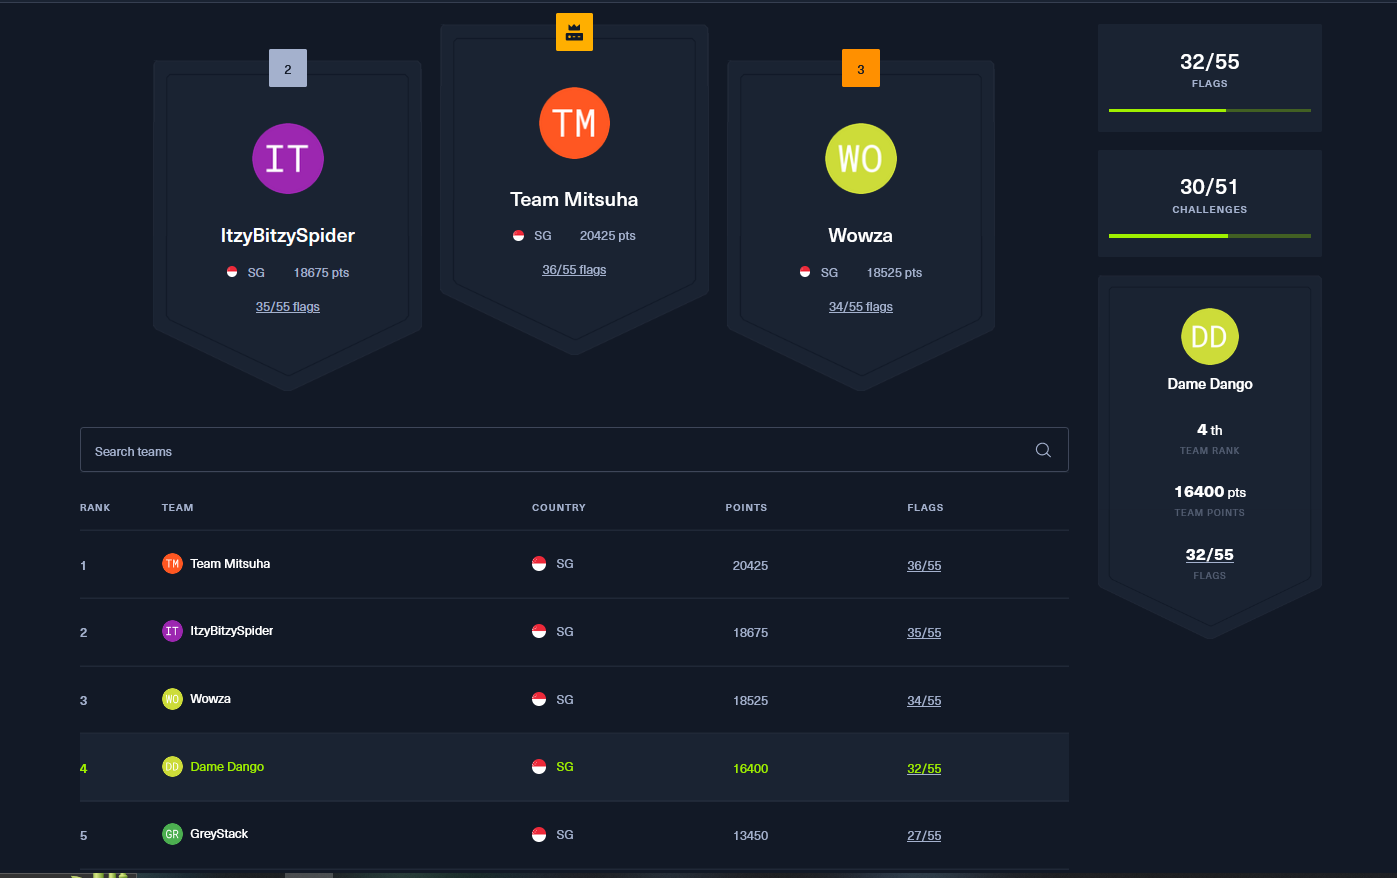 2
IT
ItzyBitzySpider
SG 18675 pts
35/55 flags
TM
Team Mitsuha
SG 20425 pts
36/55 flags
3
WO
Wowza
SG 18525 pts
34/55 flags
32/55
FLAGS
30/51
CHALLENGES
DD
Dame Dango
4 th
TEAM RANK
16400 pts
TEAM POINTS
32/55
FLAGS
Search teams
RANK TEAM COUNTRY POINTS FLAGS
1 TM Team Mitsuha SG 20425 36/55
2 IT ItzyBitzySpider SG 18675 35/55
3 WO Wowza SG 18525 34/55
4 DD Dame Dango SG 16400 32/55
5 GR GreyStack SG 13450 27/55